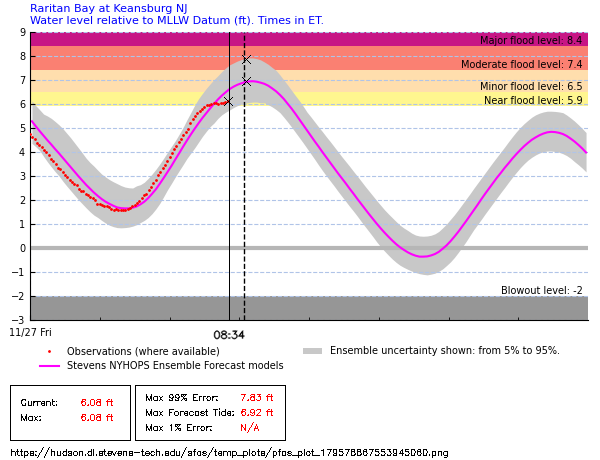 Raritan Bay at Keansburg NJ
Water level relative to MLLW Datum (ft). Times in ET.
9
Major flood level: 8.4
8
Moderate flood level: 7.4
7
Minor flood level: 6.5
6
Near flood level: 5.9
5
4
3
2
1
0
−1
Blowout level: -2
−2
−3
11/27 Fri
08:34
Observations (where available)
Ensemble uncertainty shown: from 5% to 95%.
Stevens NYHOPS Ensemble Forecast models
Current: 6.08 ft
Max: 6.08 ft
Max 99% Error: 7.83 ft
Max Forecast Tide: 6.92 ft
Max 1% Error: N/A
https://hudson.dl.stevens-tech.edu/sfas/temp_plots/pfas_plot_179578867553945060.png